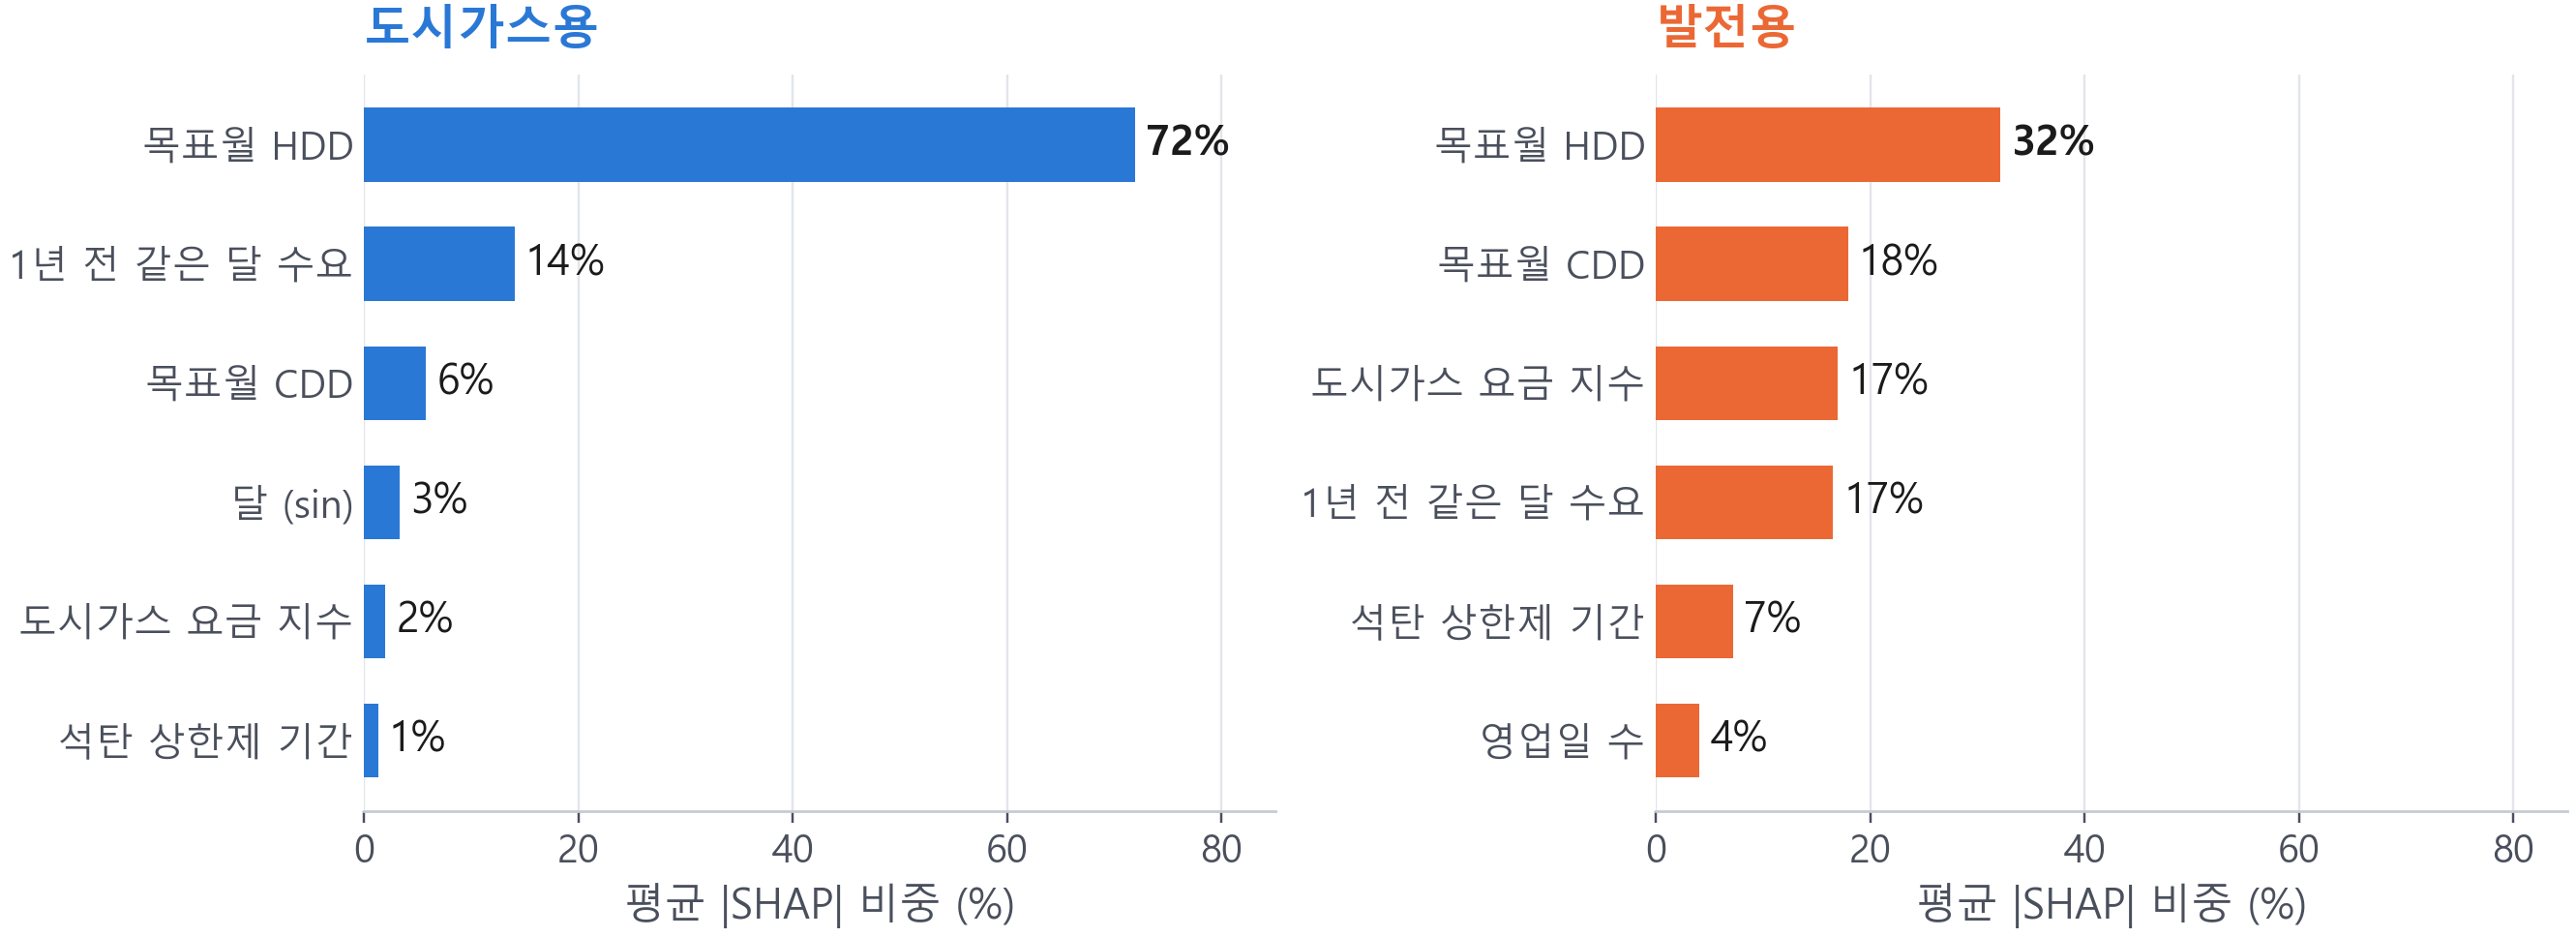 도시가스용
목표월 HDD
72%
1년 전 같은 달 수요
14%
목표월 CDD
6%
달 (sin)
3%
도시가스 요금 지수
2%
석탄 상한제 기간
1%
0 20 40 60 80
평균 |SHAP| 비중 (%)
발전용
목표월 HDD
32%
목표월 CDD
18%
도시가스 요금 지수
17%
1년 전 같은 달 수요
17%
석탄 상한제 기간
7%
영업일 수
4%
0 20 40 60 80
평균 |SHAP| 비중 (%)